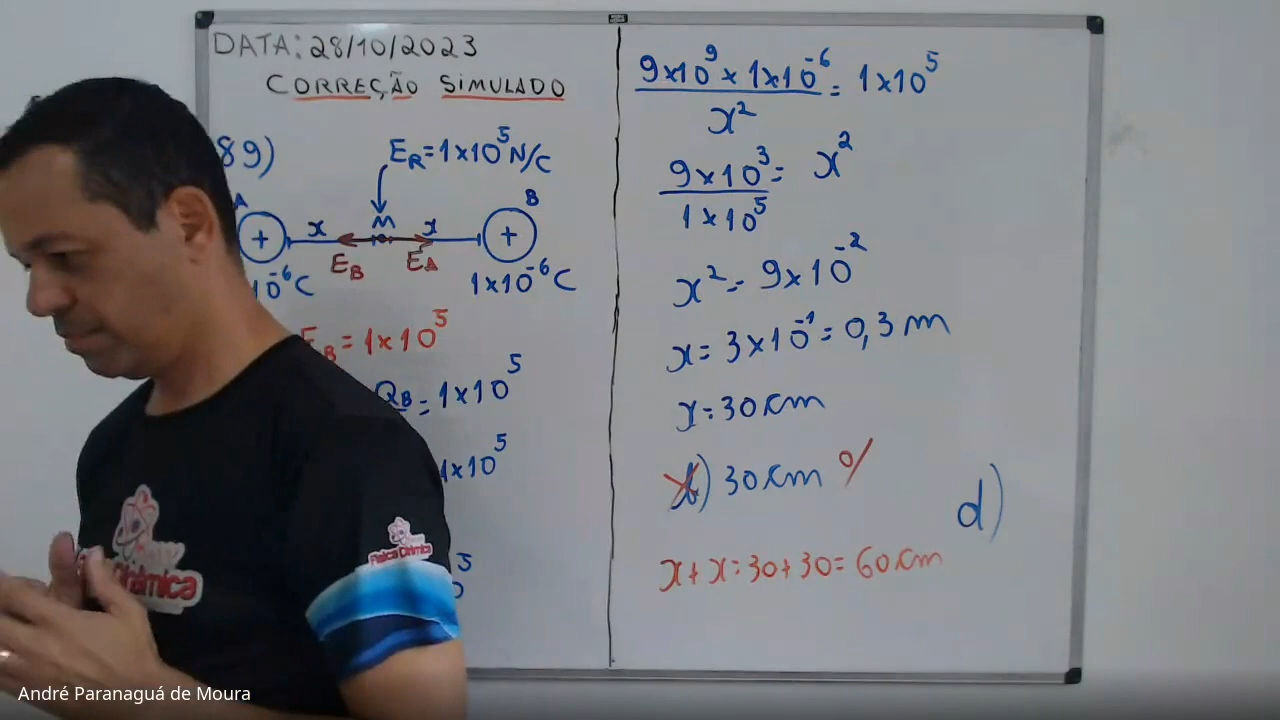 DATA: 28/10/2023
CORREÇÃO SIMULADO
89)
E_R = 1x10^5 N/C
A
B
x M x
+ +
E_B E_A
10^-6 C 1x10^-6 C
E_B = 1x10^5
Q_B = 1x10^5
1x10^5
5
9x10^9 x 1x10^-6 = 1x10^5
x^2
9x10^3 = x^2
1x10^5
x^2 = 9x10^-2
x = 3x10^-1 = 0,3 m
x = 30 cm
b) 30 cm
d)
x + x = 30 + 30 = 60 cm
Física Dinâmica
André Paranaguá de Moura